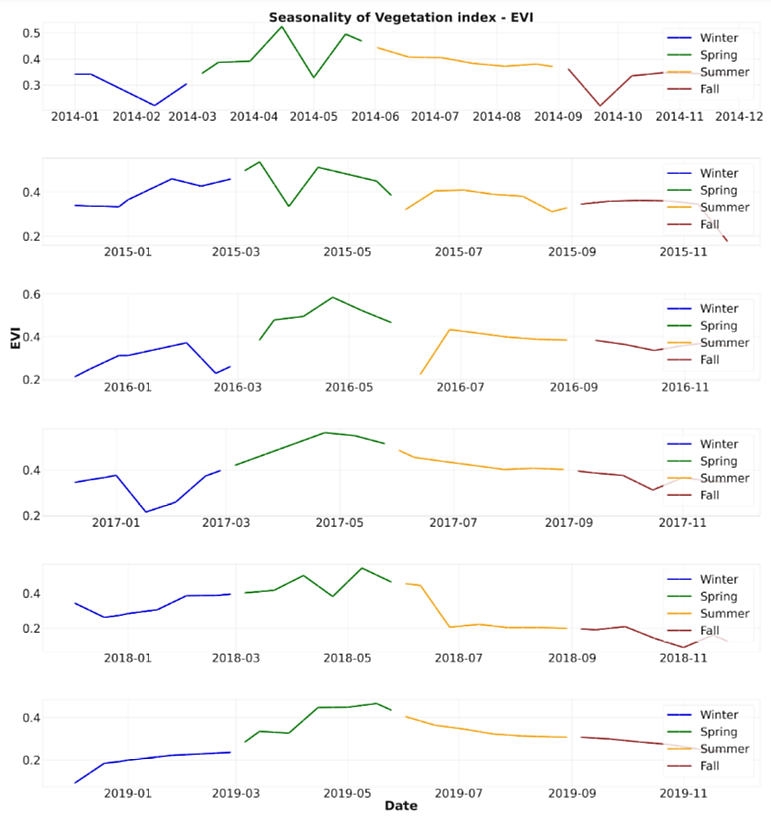 Seasonality of Vegetation index - EVI
0.5
0.4
0.3
Winter
Spring
Summer
Fall
2014-01 2014-02 2014-03 2014-04 2014-05 2014-06 2014-07 2014-08 2014-09 2014-10 2014-11 2014-12
0.4
0.2
Winter
Spring
Summer
Fall
2015-01 2015-03 2015-05 2015-07 2015-09 2015-11
EVI
0.6
0.4
0.2
Winter
Spring
Summer
Fall
2016-01 2016-03 2016-05 2016-07 2016-09 2016-11
0.4
0.2
Winter
Spring
Summer
Fall
2017-01 2017-03 2017-05 2017-07 2017-09 2017-11
0.4
0.2
Winter
Spring
Summer
Fall
2018-01 2018-03 2018-05 2018-07 2018-09 2018-11
0.4
0.2
Winter
Spring
Summer
Fall
2019-01 2019-03 2019-05 2019-07 2019-09 2019-11
Date